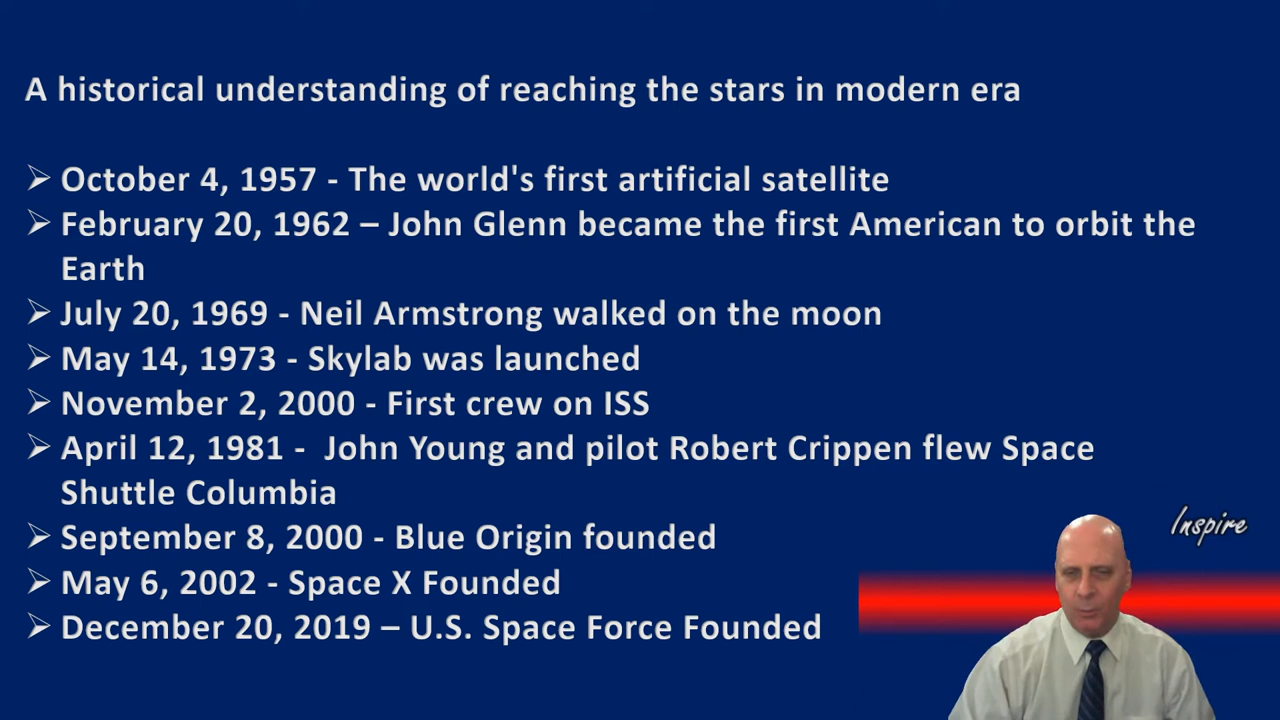 A historical understanding of reaching the stars in modern era
➢ October 4, 1957 - The world's first artificial satellite
➢ February 20, 1962 – John Glenn became the first American to orbit the
Earth
➢ July 20, 1969 - Neil Armstrong walked on the moon
➢ May 14, 1973 - Skylab was launched
➢ November 2, 2000 - First crew on ISS
➢ April 12, 1981 -  John Young and pilot Robert Crippen flew Space
Shuttle Columbia
➢ September 8, 2000 - Blue Origin founded
➢ May 6, 2002 - Space X Founded
➢ December 20, 2019 – U.S. Space Force Founded
Inspire